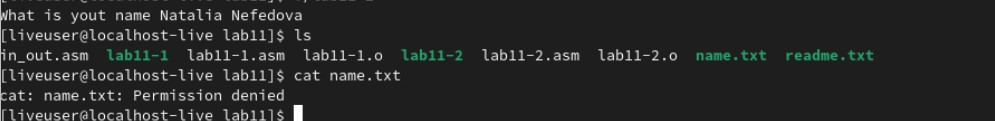 What is yout name Natalia Nefedova
[liveuser@localhost-live lab11]$ ls
in_out.asm lab11-1 lab11-1.asm lab11-1.o lab11-2 lab11-2.asm lab11-2.o name.txt readme.txt
[liveuser@localhost-live lab11]$ cat name.txt
cat: name.txt: Permission denied
[liveuser@localhost-live lab11]$